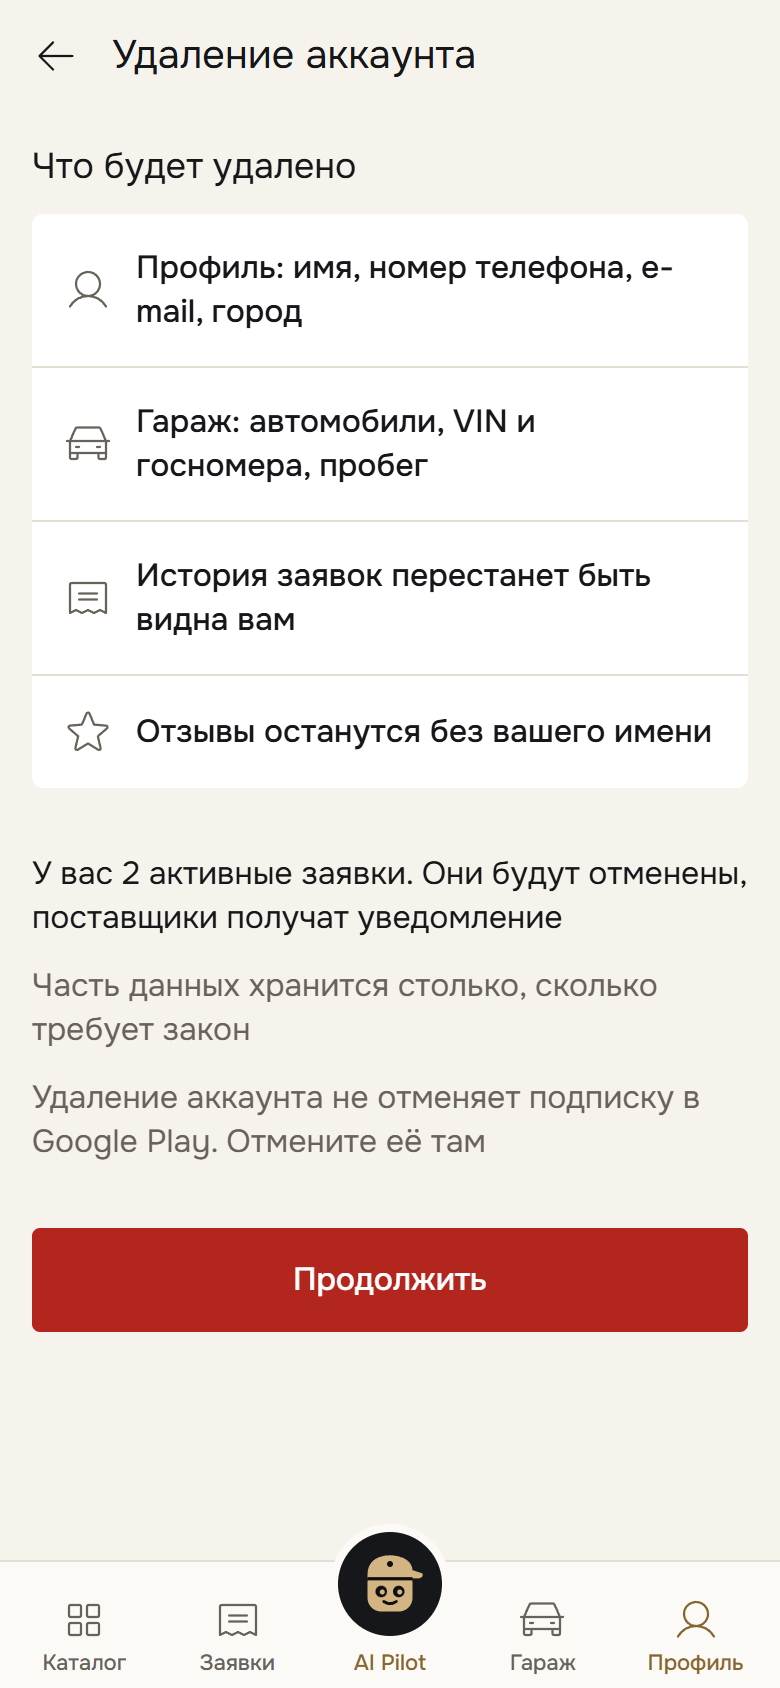 Удаление аккаунта
Что будет удалено
Профиль: имя, номер телефона, e-
mail, город
Гараж: автомобили, VIN и
госномера, пробег
История заявок перестанет быть
видна вам
Отзывы останутся без вашего имени
У вас 2 активные заявки. Они будут отменены,
поставщики получат уведомление
Часть данных хранится столько, сколько
требует закон
Удаление аккаунта не отменяет подписку в
Google Play. Отмените её там
Продолжить
Каталог
Заявки
AI Pilot
Гараж
Профиль